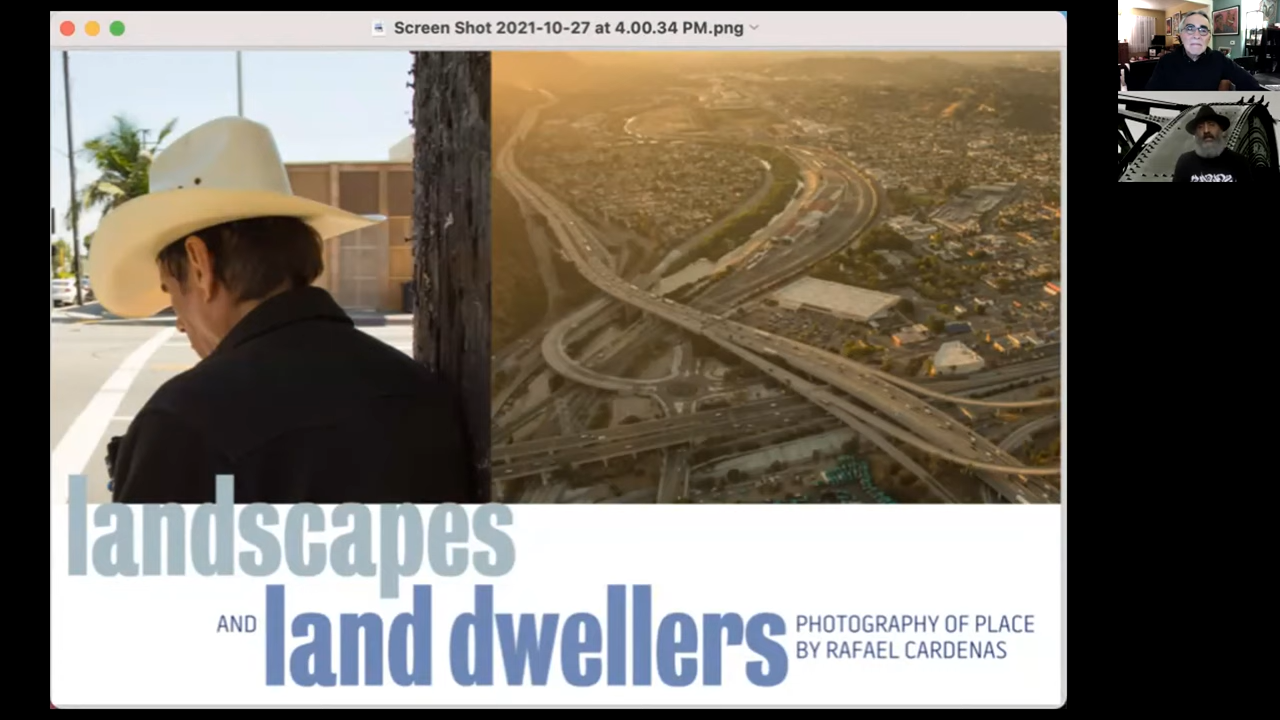 Screen Shot 2021-10-27 at 4.00.34 PM.png
landscapes
AND land dwellers
PHOTOGRAPHY OF PLACE
BY RAFAEL CARDENAS